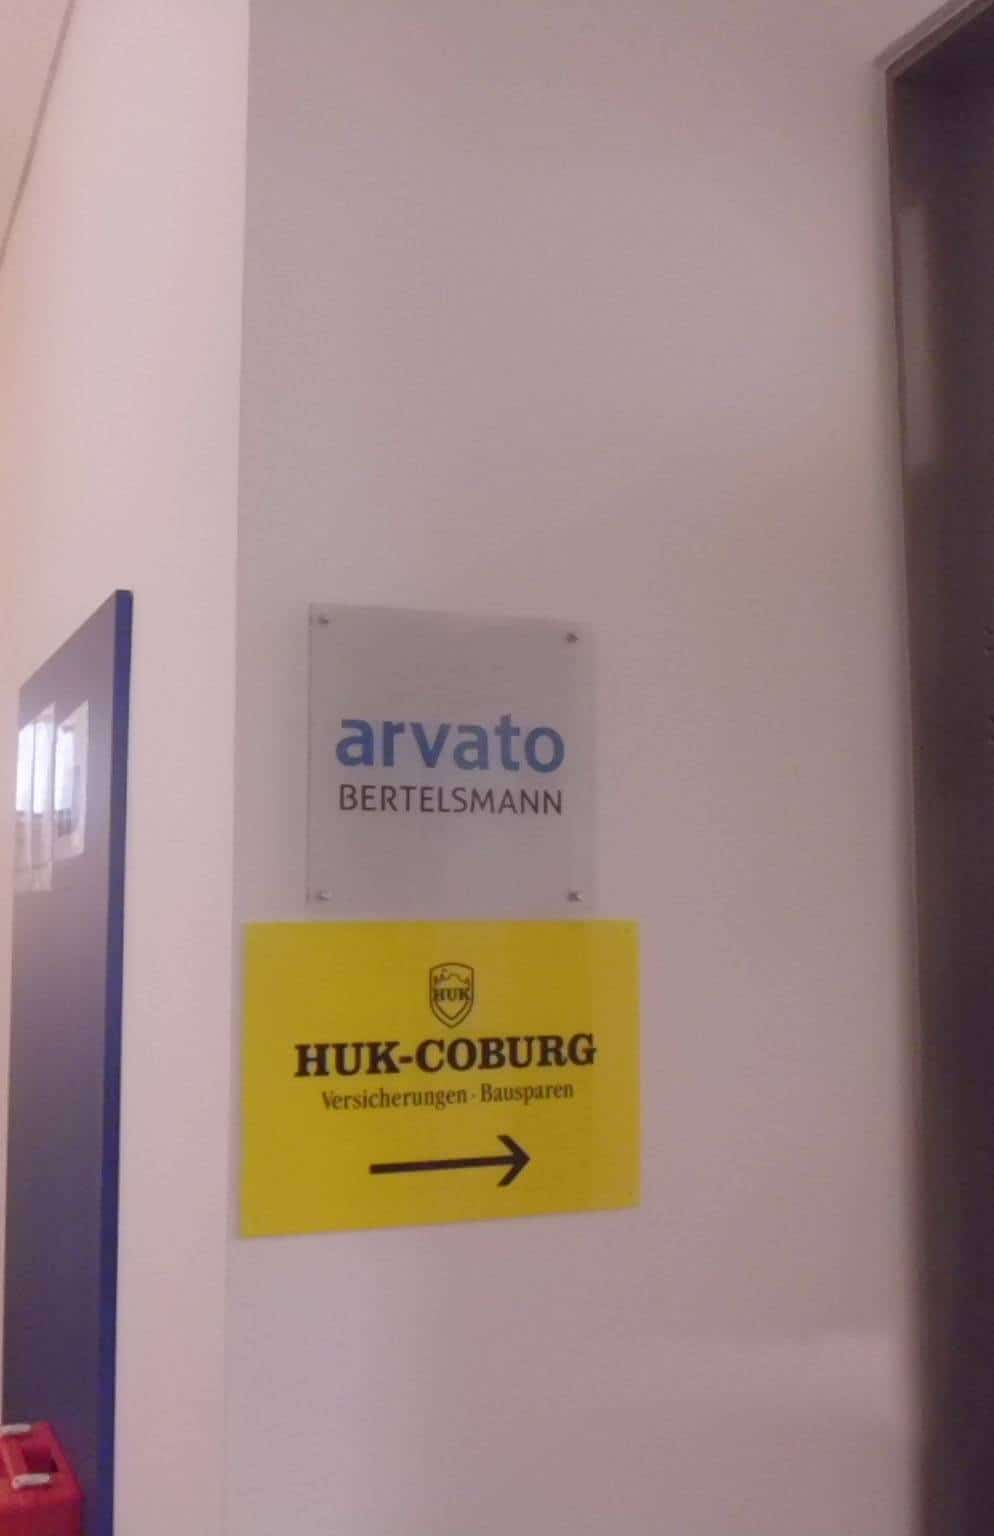 arvato
BERTELSMANN
HUK
HUK-COBURG
Versicherungen · Bausparen